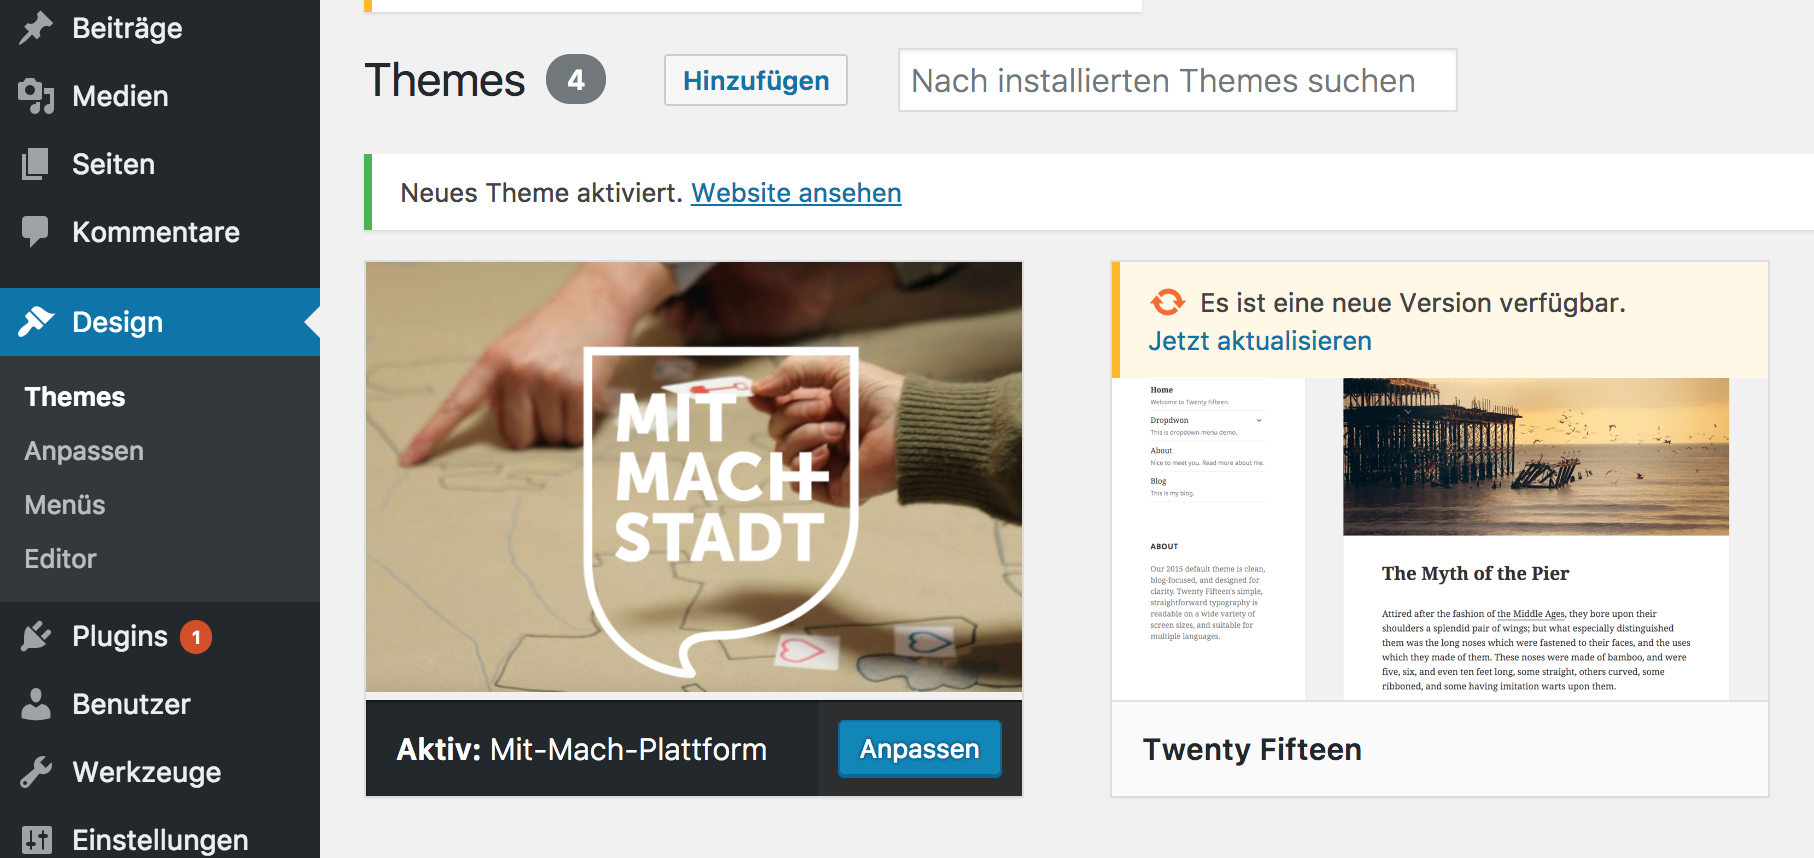 Beiträge
Medien
Seiten
Kommentare
Design
Themes
Anpassen
Menüs
Editor
Plugins 1
Benutzer
Werkzeuge
Einstellungen
Themes 4 Hinzufügen Nach installierten Themes suchen
Neues Theme aktiviert. Website ansehen
MIT
MACH
STADT
Aktiv: Mit-Mach-Plattform Anpassen
Es ist eine neue Version verfügbar.
Jetzt aktualisieren
Home
Welcome to Twenty Fifteen.
Dropdwon
This is dropdown menu demo.
About
Nice to meet you. Read more about me.
Blog
This is my blog.
ABOUT
Our 2015 default theme is clean,
blog-focused, and designed for
clarity. Twenty Fifteen's simple,
straightforward typography is
readable on a wide variety of
screen sizes, and suitable for
multiple languages.
The Myth of the Pier
Attired after the fashion of the Middle Ages, they bore upon their
shoulders a splendid pair of wings; but what especially distinguished
them was the long noses which were fastened to their faces, and the uses
which they made of them. These noses were made of bamboo, and were
five, six, and even ten feet long, some straight, others curved, some
ribboned, and some having imitation warts upon them.
Twenty Fifteen